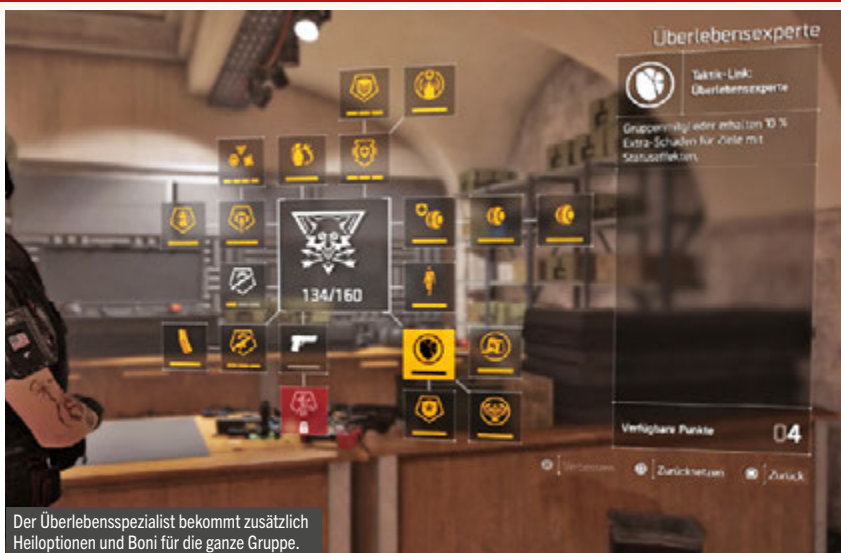 Überlebensexperte
Taktik-Link:
Überlebensexperte
Gruppenmitglieder erhalten 10 %
Extra-Schaden für Ziele mit
Statuseffekten.
134/160
Verfügbare Punkte 04
Verbessern Zurücksetzen Zurück
Der Überlebensspezialist bekommt zusätzlich
Heiloptionen und Boni für die ganze Gruppe.